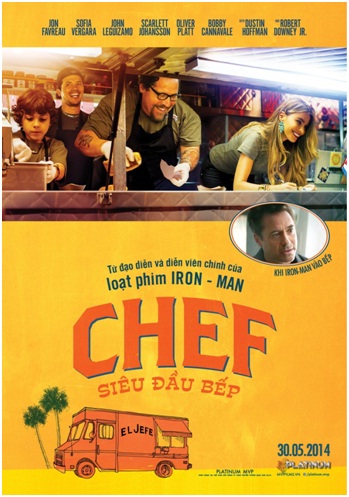 JON FAVREAU
SOFIA VERGARA
JOHN LEGUIZAMO
SCARLETT JOHANSSON
OLIVER PLATT
BOBBY CANNAVALE
WITH DUSTIN HOFFMAN
AND ROBERT DOWNEY JR.
Từ đạo diễn và diễn viên chính của
loạt phim IRON - MAN
KHI IRON-MAN VÀO BẾP
CHEF
SIÊU ĐẦU BẾP
EL JEFE
30.05.2014
PLATINUM
PLATINUM MVP